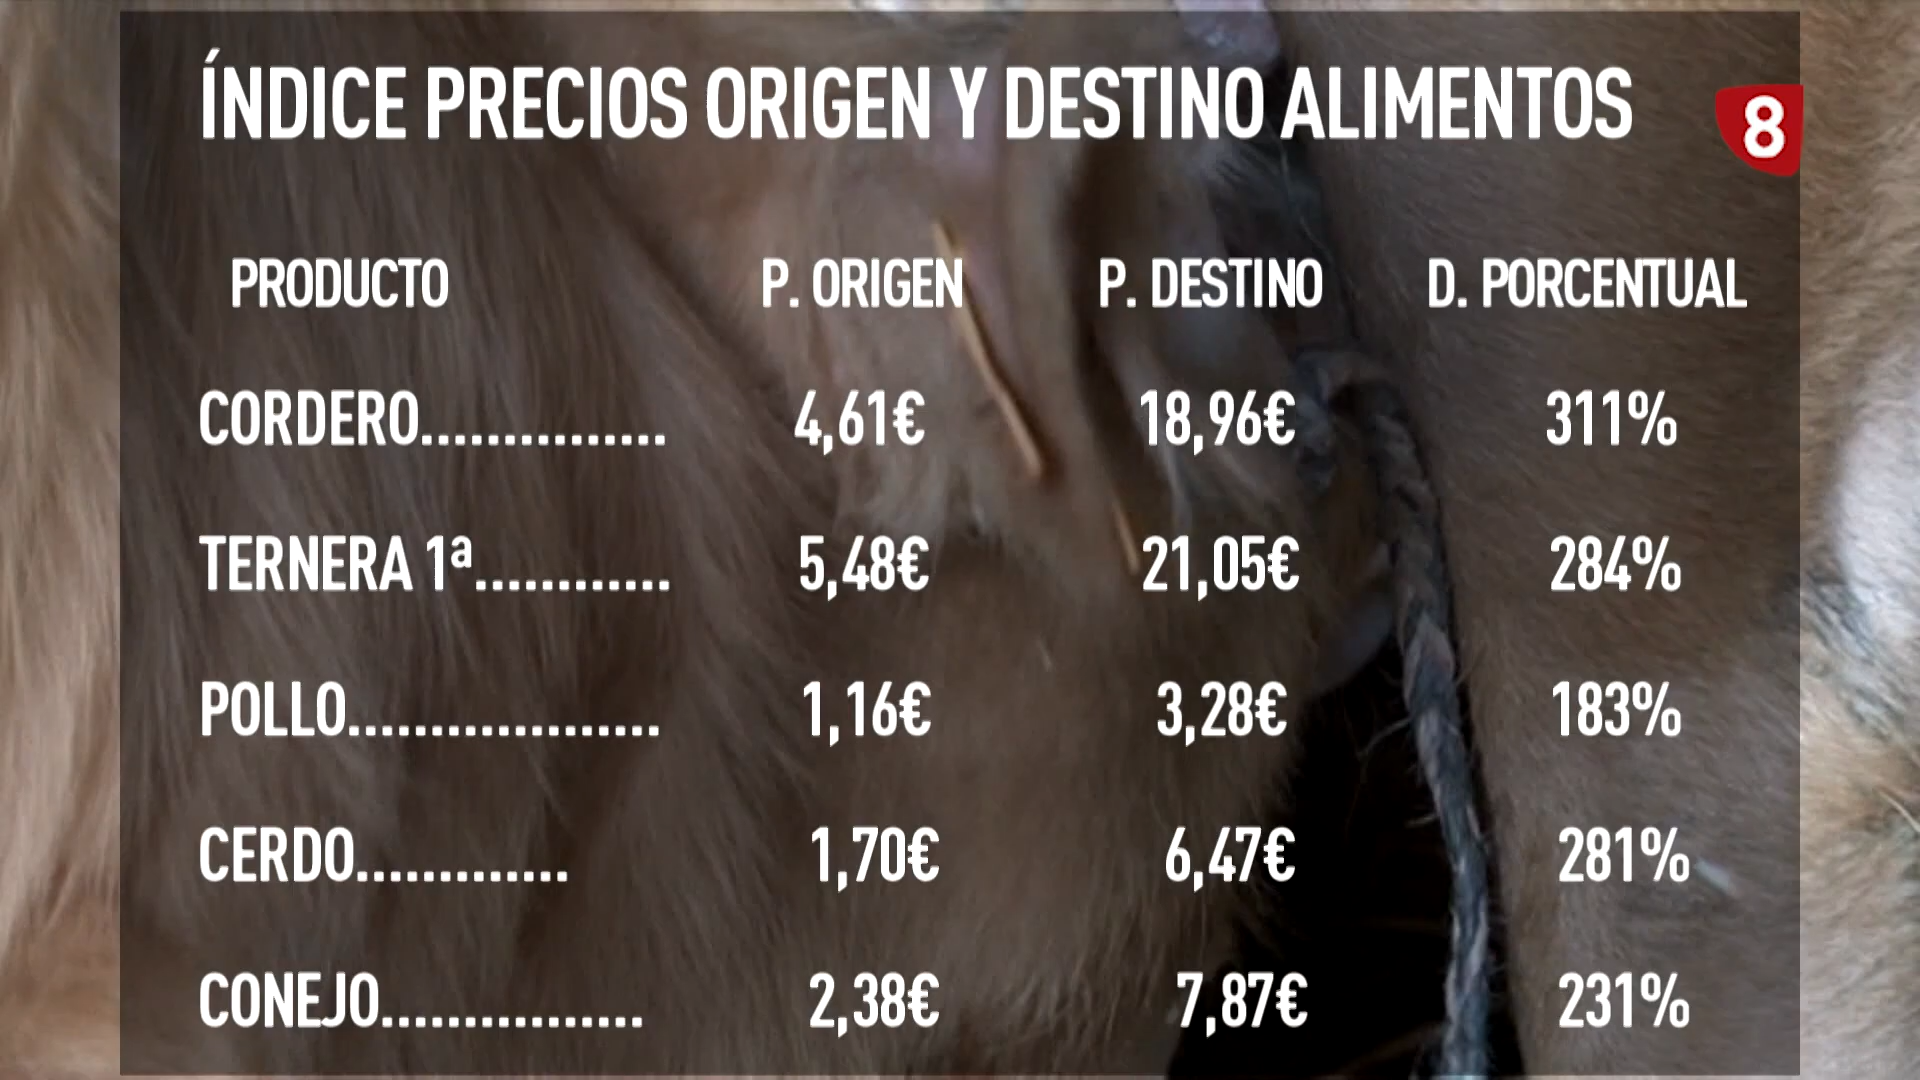 ÍNDICE PRECIOS ORIGEN Y DESTINO ALIMENTOS
8
PRODUCTO P. ORIGEN P. DESTINO D. PORCENTUAL
CORDERO............... 4,61€ 18,96€ 311%
TERNERA 1ª............ 5,48€ 21,05€ 284%
POLLO................... 1,16€ 3,28€ 183%
CERDO............. 1,70€ 6,47€ 281%
CONEJO................ 2,38€ 7,87€ 231%